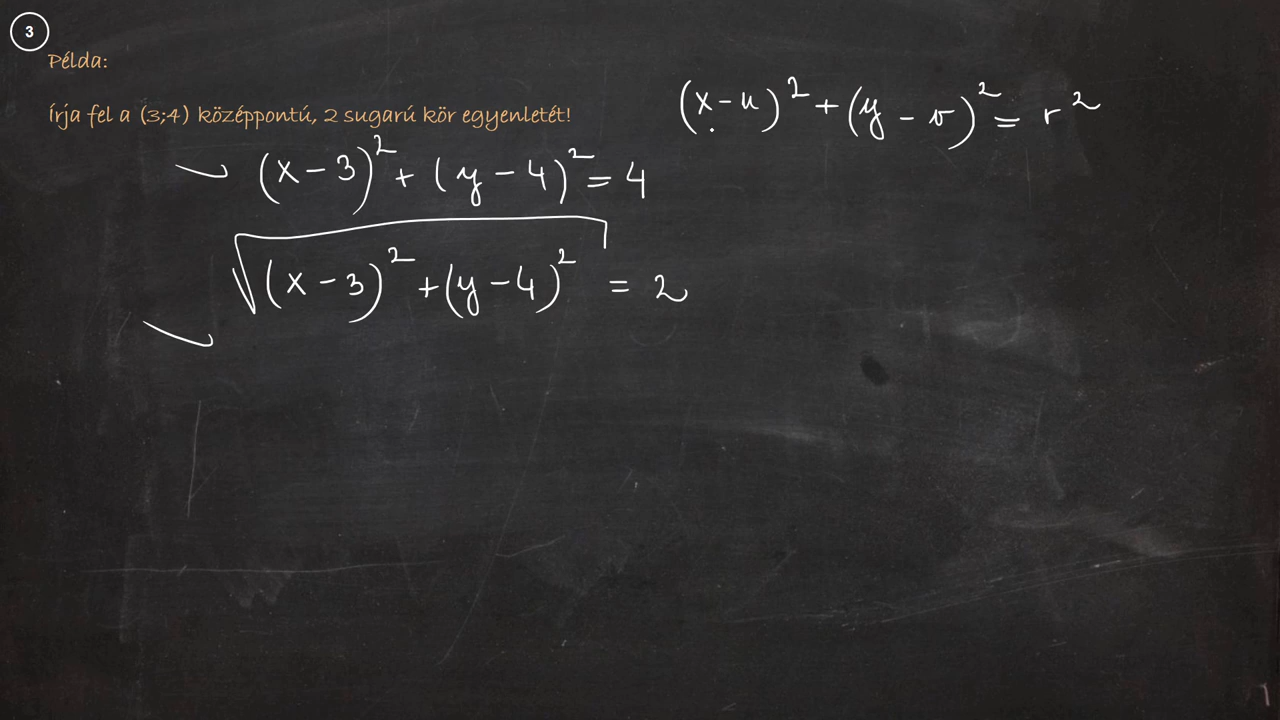 3
Példa:
Írja fel a (3;4) középpontú, 2 sugarú kör egyenletét!
(x-u)² + (y-v)² = r²
(x-3)² + (y-4)² = 4
√((x-3)² + (y-4)²) = 2